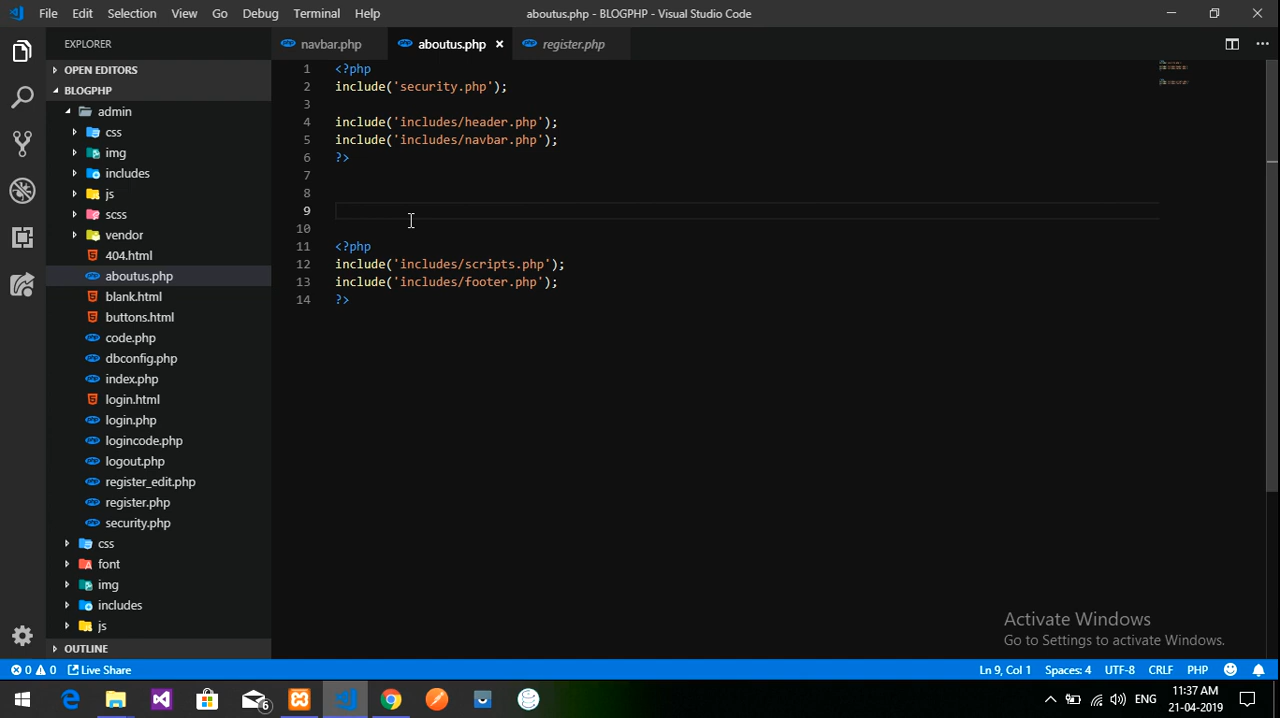 File Edit Selection View Go Debug Terminal Help
aboutus.php - BLOGPHP - Visual Studio Code
EXPLORER
OPEN EDITORS
BLOGPHP
admin
css
img
includes
js
scss
vendor
404.html
aboutus.php
blank.html
buttons.html
code.php
dbconfig.php
index.php
login.html
login.php
logincode.php
logout.php
register_edit.php
register.php
security.php
css
font
img
includes
js
OUTLINE
navbar.php aboutus.php register.php
1 <?php
2 include('security.php');
3
4 include('includes/header.php');
5 include('includes/navbar.php');
6 ?>
7
8
9
10
11 <?php
12 include('includes/scripts.php');
13 include('includes/footer.php');
14 ?>
Activate Windows
Go to Settings to activate Windows.
0 0 Live Share
Ln 9, Col 1 Spaces: 4 UTF-8 CRLF PHP
6
ENG
11:37 AM
21-04-2019